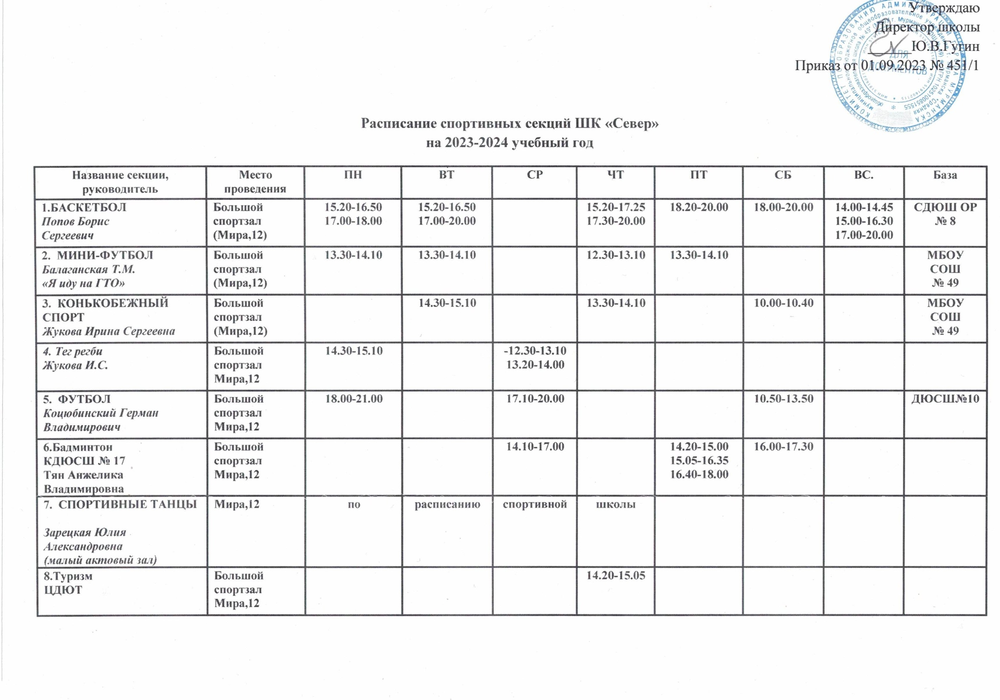 Утверждаю
Директор школы
Ю.В.Гугин
Приказ от 01.09.2023 № 451/1
КОМИТЕТ ПО ОБРАЗОВАНИЮ АДМИНИСТРАЦИИ ГОРОДА МУРМАНСКА
ДЛЯ
ДОКУМЕНТОВ
Расписание спортивных секций ШК «Север»
на 2023-2024 учебный год
Название секции, Место ПН ВТ СР ЧТ ПТ СБ ВС. База
руководитель проведения
1.БАСКЕТБОЛ Большой 15.20-16.50 15.20-16.50 15.20-17.25 18.20-20.00 18.00-20.00 14.00-14.45 СДЮШ ОР
Попов Борис спортзал 17.00-18.00 17.00-20.00 17.30-20.00 15.00-16.30 № 8
Сергеевич (Мира,12) 17.00-20.00
2. МИНИ-ФУТБОЛ Большой 13.30-14.10 13.30-14.10 12.30-13.10 13.30-14.10 МБОУ
Балаганская Т.М. спортзал СОШ
«Я иду на ГТО» (Мира,12) № 49
3. КОНЬКОБЕЖНЫЙ Большой 14.30-15.10 13.30-14.10 10.00-10.40 МБОУ
СПОРТ спортзал СОШ
Жукова Ирина Сергеевна (Мира,12) № 49
4. Тег регби Большой 14.30-15.10 -12.30-13.10
Жукова И.С. спортзал 13.20-14.00
Мира,12
5. ФУТБОЛ Большой 18.00-21.00 17.10-20.00 10.50-13.50 ДЮСШ№10
Коцюбинский Герман спортзал
Владимирович Мира,12
6.Бадминтон Большой 14.10-17.00 14.20-15.00 16.00-17.30
КДЮСШ № 17 спортзал 15.05-16.35
Тян Анжелика Мира,12 16.40-18.00
Владимировна
7. СПОРТИВНЫЕ ТАНЦЫ Мира,12 по расписанию спортивной школы
Зарецкая Юлия
Александровна
(малый актовый зал)
8.Туризм Большой 14.20-15.05
ЦДЮТ спортзал
Мира,12